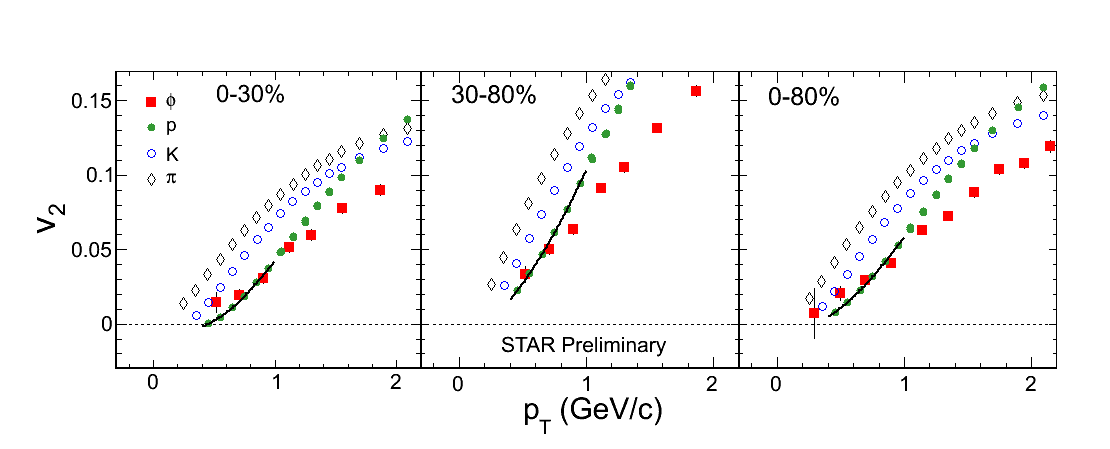 0-30%
30-80%
0-80%
ϕ
p
K
π
v2
0.15
0.1
0.05
0
STAR Preliminary
0 1 2 0 1 2 0 1 2
pT (GeV/c)